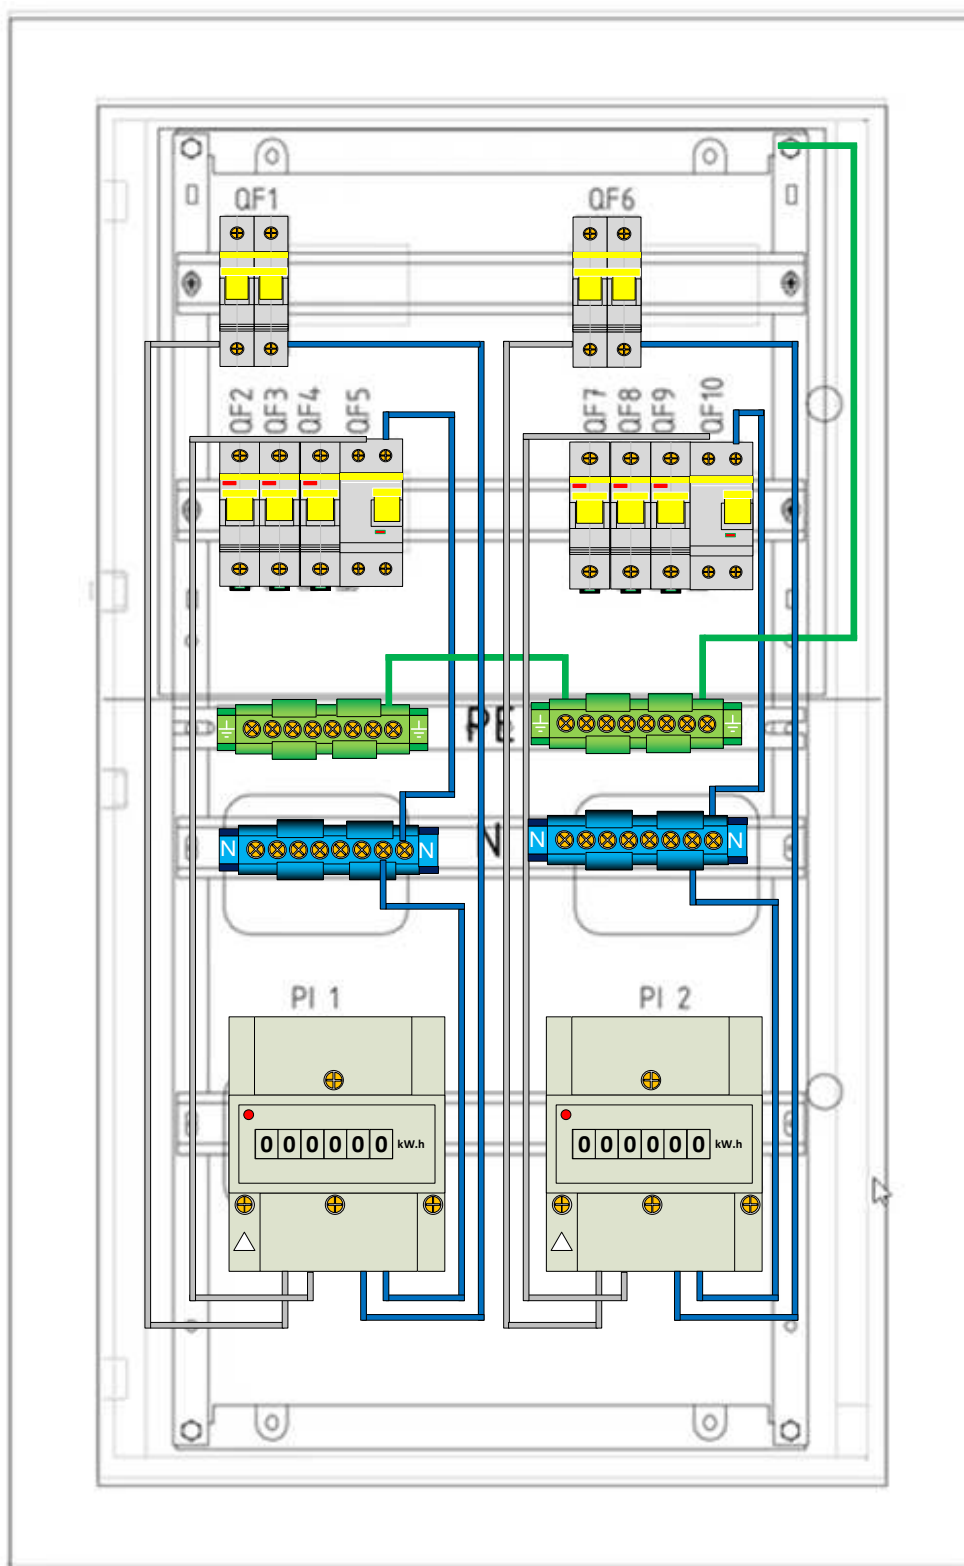 QF1 QF6
QF2 QF3 QF4 QF5 QF7 QF8 QF9 QF10
PE
N N N N N
PI 1 PI 2
000000 kW.h 000000 kW.h